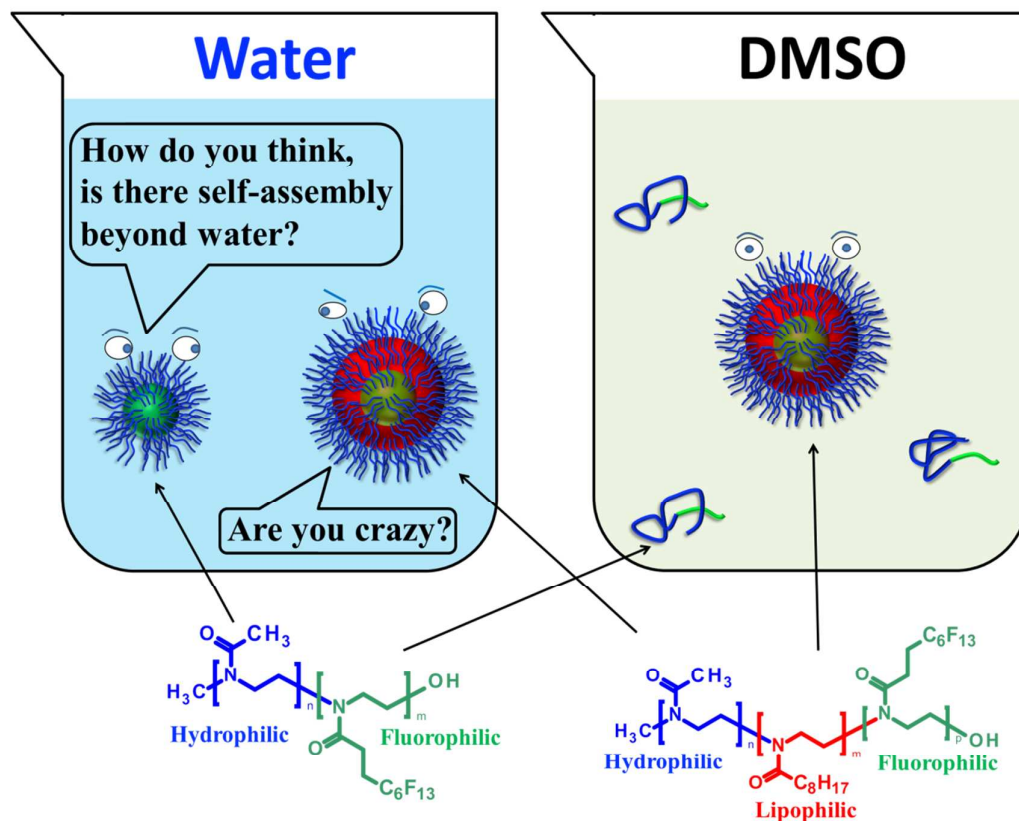 Water
DMSO
How do you think,
is there self-assembly
beyond water?
Are you crazy?
O
CH3
H3C
N
n
N
m
OH
O
C6F13
Hydrophilic
Fluorophilic
O
CH3
H3C
N
n
N
m
O
C8H17
O
N
p
OH
C6F13
Hydrophilic
Lipophilic
Fluorophilic